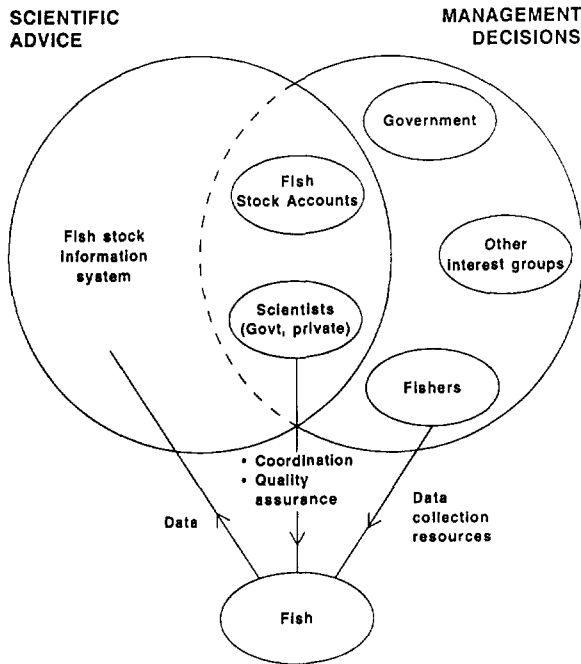 SCIENTIFIC
ADVICE
MANAGEMENT
DECISIONS
Government
Fish
Stock Accounts
Fish stock
information
system
Other
interest groups
Scientists
(Govt, private)
Fishers
• Coordination
• Quality
assurance
Data
Data
collection
resources
Fish